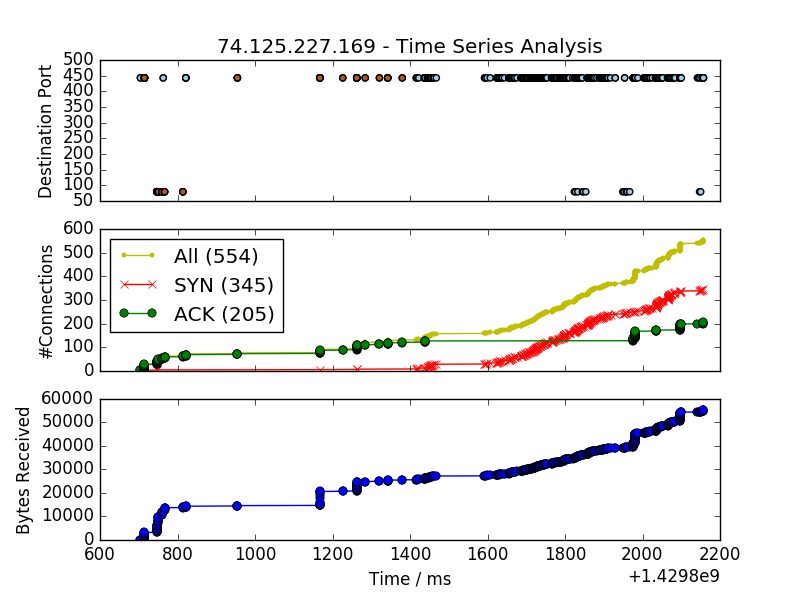 74.125.227.169 - Time Series Analysis
Destination Port
500
450
400
350
300
250
200
150
100
50
#Connections
600
500
400
300
200
100
0
All (554)
SYN (345)
ACK (205)
Bytes Received
60000
50000
40000
30000
20000
10000
0
600 800 1000 1200 1400 1600 1800 2000 2200
Time / ms
+1.4298e9